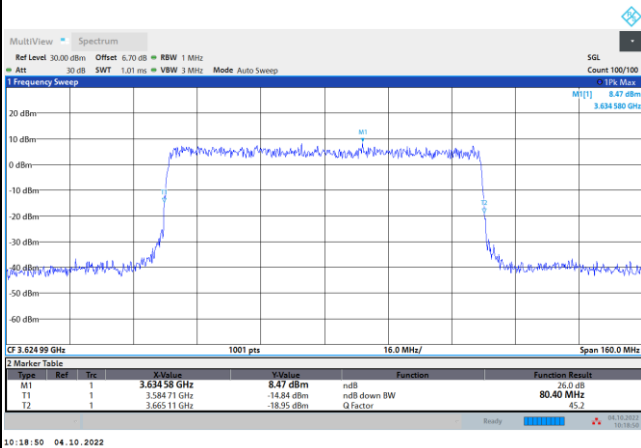 MultiView Spectrum
Ref Level 30.00 dBm Offset 6.70 dB RBW 1 MHz SGL
Att 30 dB SWT 1.01 ms VBW 3 MHz Mode Auto Sweep Count 100/100
1 Frequency Sweep 1Pk Max
M1[1] 8.47 dBm
3.634 580 GHz
20 dBm
M1
10 dBm
0 dBm
-10 dBm
T2
-20 dBm
-30 dBm
-40 dBm
-50 dBm
-60 dBm
CF 3.624 99 GHz 1001 pts 16.0 MHz/ Span 160.0 MHz
2 Marker Table
Type Ref Trc X-Value Y-Value Function Function Result
M1 1 3.634 58 GHz 8.47 dBm ndB 26.0 dB
T1 1 3.584 71 GHz -14.84 dBm ndB down BW 80.40 MHz
T2 1 3.665 11 GHz -18.95 dBm Q Factor 45.2
Ready 04.10.2022
10:18:50
10:18:50 04.10.2022